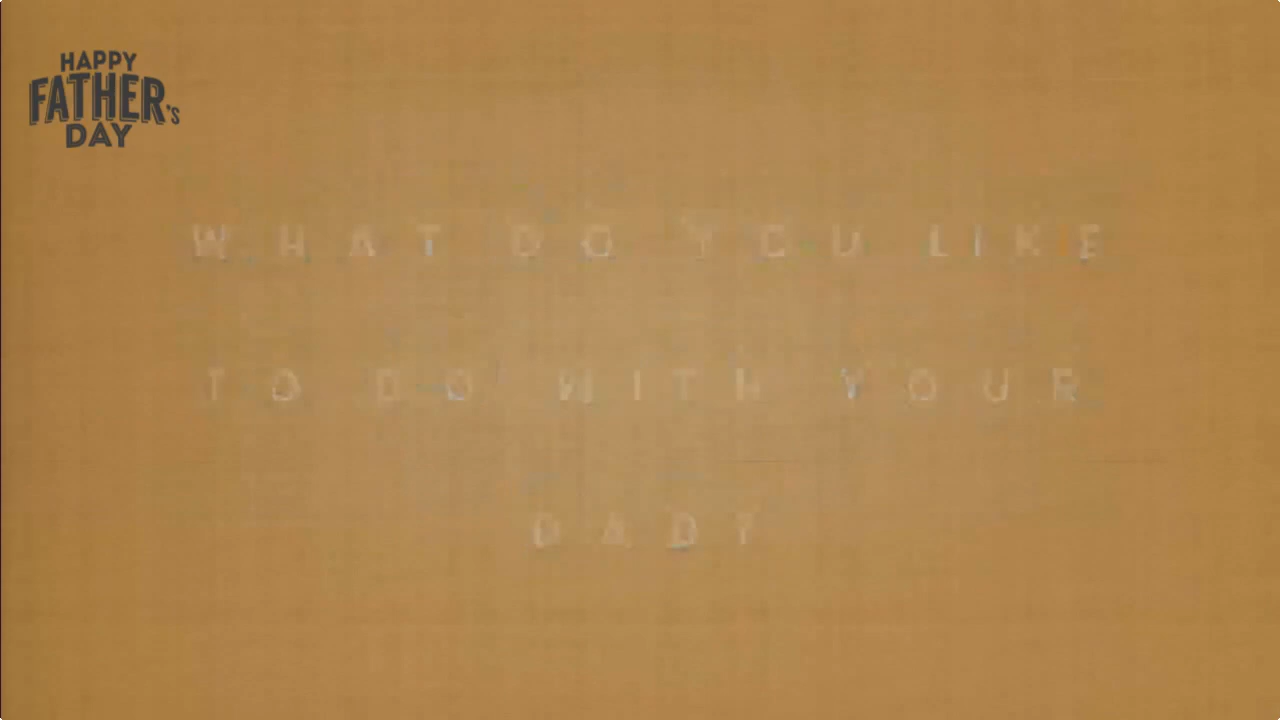 HAPPY
FATHER'S
DAY
WHAT DO YOU LIKE
TO DO WITH YOUR
DAD?